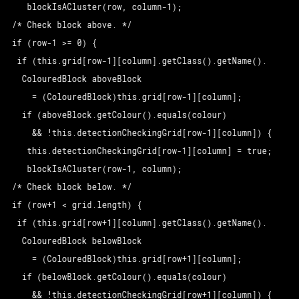 blockIsACluster(row, column-1);
/* Check block above. */
if (row-1 >= 0) {
if (this.grid[row-1][column].getClass().getName().
ColouredBlock aboveBlock
= (ColouredBlock)this.grid[row-1][column];
if (aboveBlock.getColour().equals(colour)
&& !this.detectionCheckingGrid[row-1][column]) {
this.detectionCheckingGrid[row-1][column] = true;
blockIsACluster(row-1, column);
/* Check block below. */
if (row+1 < grid.length) {
if (this.grid[row+1][column].getClass().getName().
ColouredBlock belowBlock
= (ColouredBlock)this.grid[row+1][column];
if (belowBlock.getColour().equals(colour)
&& !this.detectionCheckingGrid[row+1][column]) {